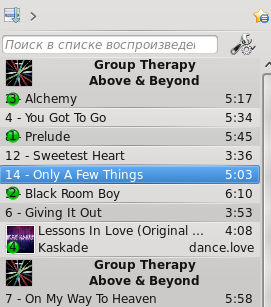 Поиск в списке воспроизведен
Group Therapy
Above & Beyond
3 - Alchemy 5:17
4 - You Got To Go 5:34
1 - Prelude 5:45
12 - Sweetest Heart 3:36
14 - Only A Few Things 5:03
2 - Black Room Boy 6:10
6 - Giving It Out 3:53
Lessons In Love (Original ... 4:08
4 Kaskade dance.love
Group Therapy
Above & Beyond
7 - On My Way To Heaven 5:58